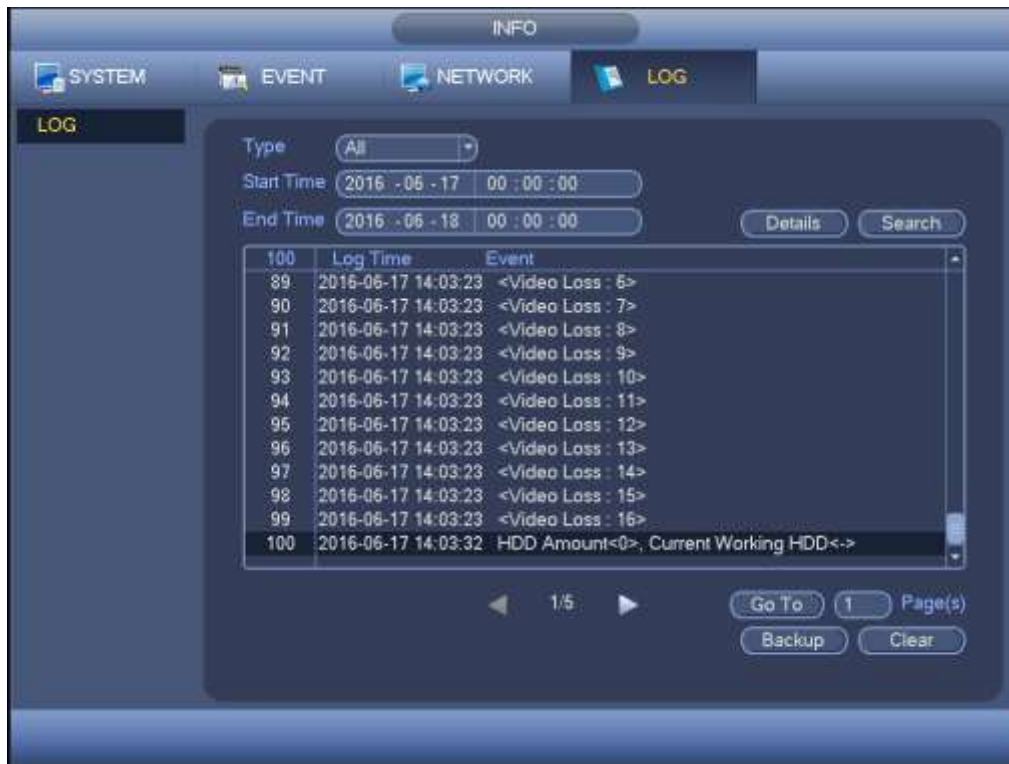 INFO
SYSTEM EVENT NETWORK LOG
LOG
Type All
Start Time 2016 - 06 - 17 00 : 00 : 00
End Time 2016 - 06 - 18 00 : 00 : 00 Details Search
100 Log Time Event
89 2016-06-17 14:03:23 <Video Loss : 6>
90 2016-06-17 14:03:23 <Video Loss : 7>
91 2016-06-17 14:03:23 <Video Loss : 8>
92 2016-06-17 14:03:23 <Video Loss : 9>
93 2016-06-17 14:03:23 <Video Loss : 10>
94 2016-06-17 14:03:23 <Video Loss : 11>
95 2016-06-17 14:03:23 <Video Loss : 12>
96 2016-06-17 14:03:23 <Video Loss : 13>
97 2016-06-17 14:03:23 <Video Loss : 14>
98 2016-06-17 14:03:23 <Video Loss : 15>
99 2016-06-17 14:03:23 <Video Loss : 16>
100 2016-06-17 14:03:32 HDD Amount<0>, Current Working HDD<->
1/5 Go To 1 Page(s)
Backup Clear